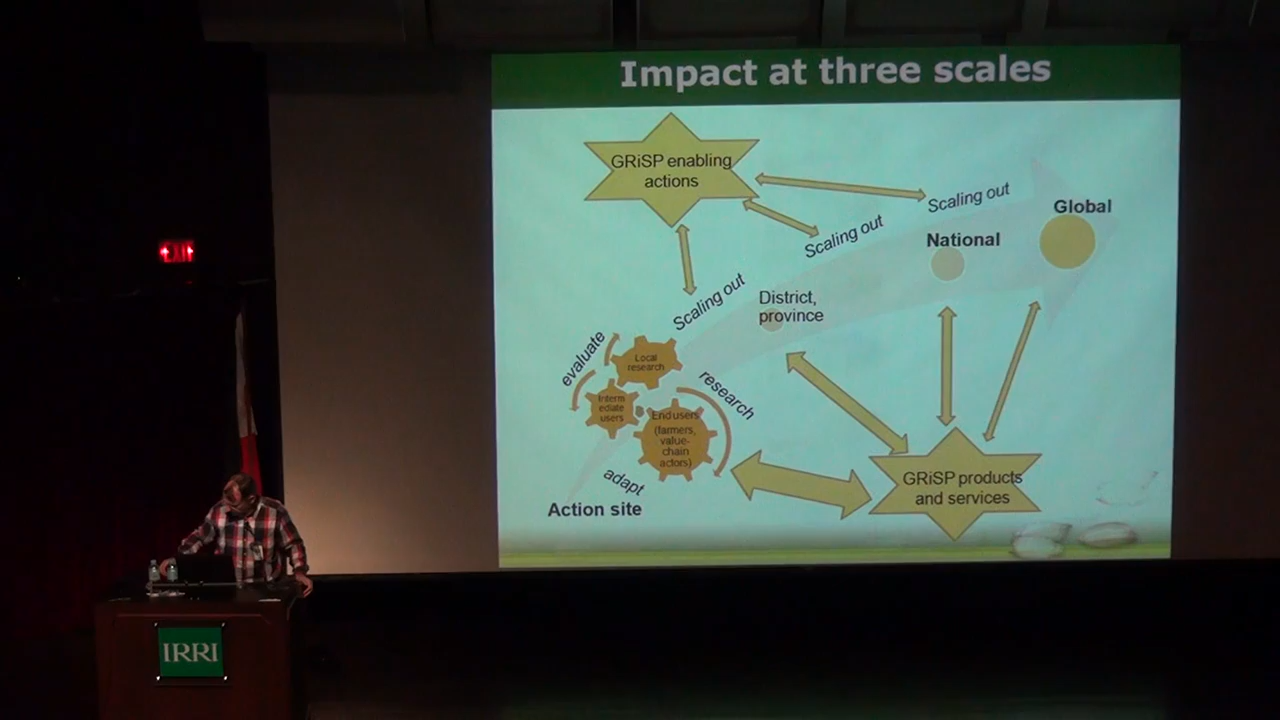 Impact at three scales
GRiSP enabling
actions
Scaling out
Global
Scaling out
National
Scaling out
District,
province
evaluate
Local
research
research
Interm
ediate
users
End users
(farmers,
value-
chain
actors)
adapt
Action site
GRiSP products
and services
EXIT
IRRI